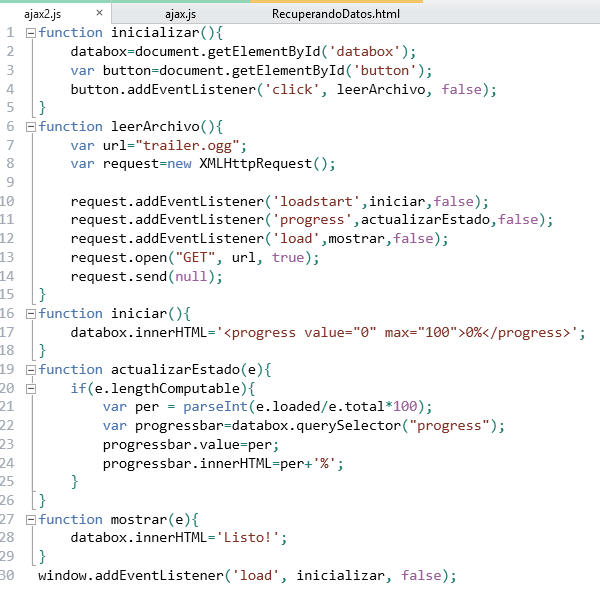 ajax2.js × ajax.js RecuperandoDatos.html
1 function inicializar(){
2     databox=document.getElementById('databox');
3     var button=document.getElementById('button');
4     button.addEventListener('click', leerArchivo, false);
5 }
6 function leerArchivo(){
7     var url="trailer.ogg";
8     var request=new XMLHttpRequest();
9
10     request.addEventListener('loadstart',iniciar,false);
11     request.addEventListener('progress',actualizarEstado,false);
12     request.addEventListener('load',mostrar,false);
13     request.open("GET", url, true);
14     request.send(null);
15 }
16 function iniciar(){
17     databox.innerHTML='<progress value="0" max="100">0%</progress>';
18 }
19 function actualizarEstado(e){
20     if(e.lengthComputable){
21         var per = parseInt(e.loaded/e.total*100);
22         var progressbar=databox.querySelector("progress");
23         progressbar.value=per;
24         progressbar.innerHTML=per+'%';
25     }
26 }
27 function mostrar(e){
28     databox.innerHTML='Listo!';
29 }
30 window.addEventListener('load', inicializar, false);